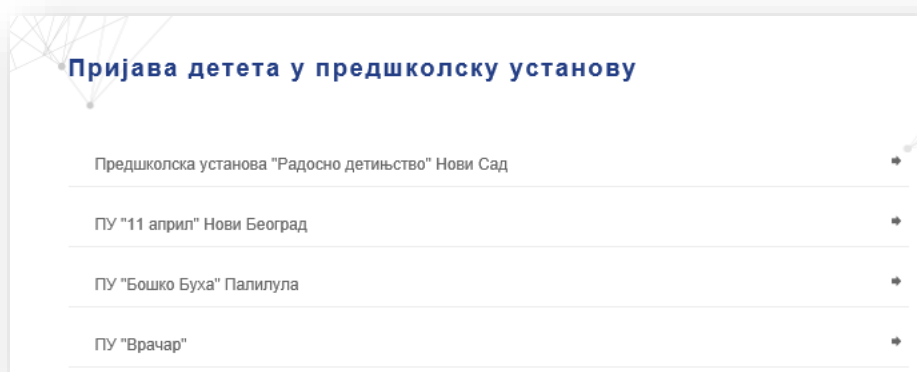 Пријава детета у предшколску установу
Предшколска установа "Радосно детињство" Нови Сад
ПУ "11 април" Нови Београд
ПУ "Бошко Буха" Палилула
ПУ "Врачар"